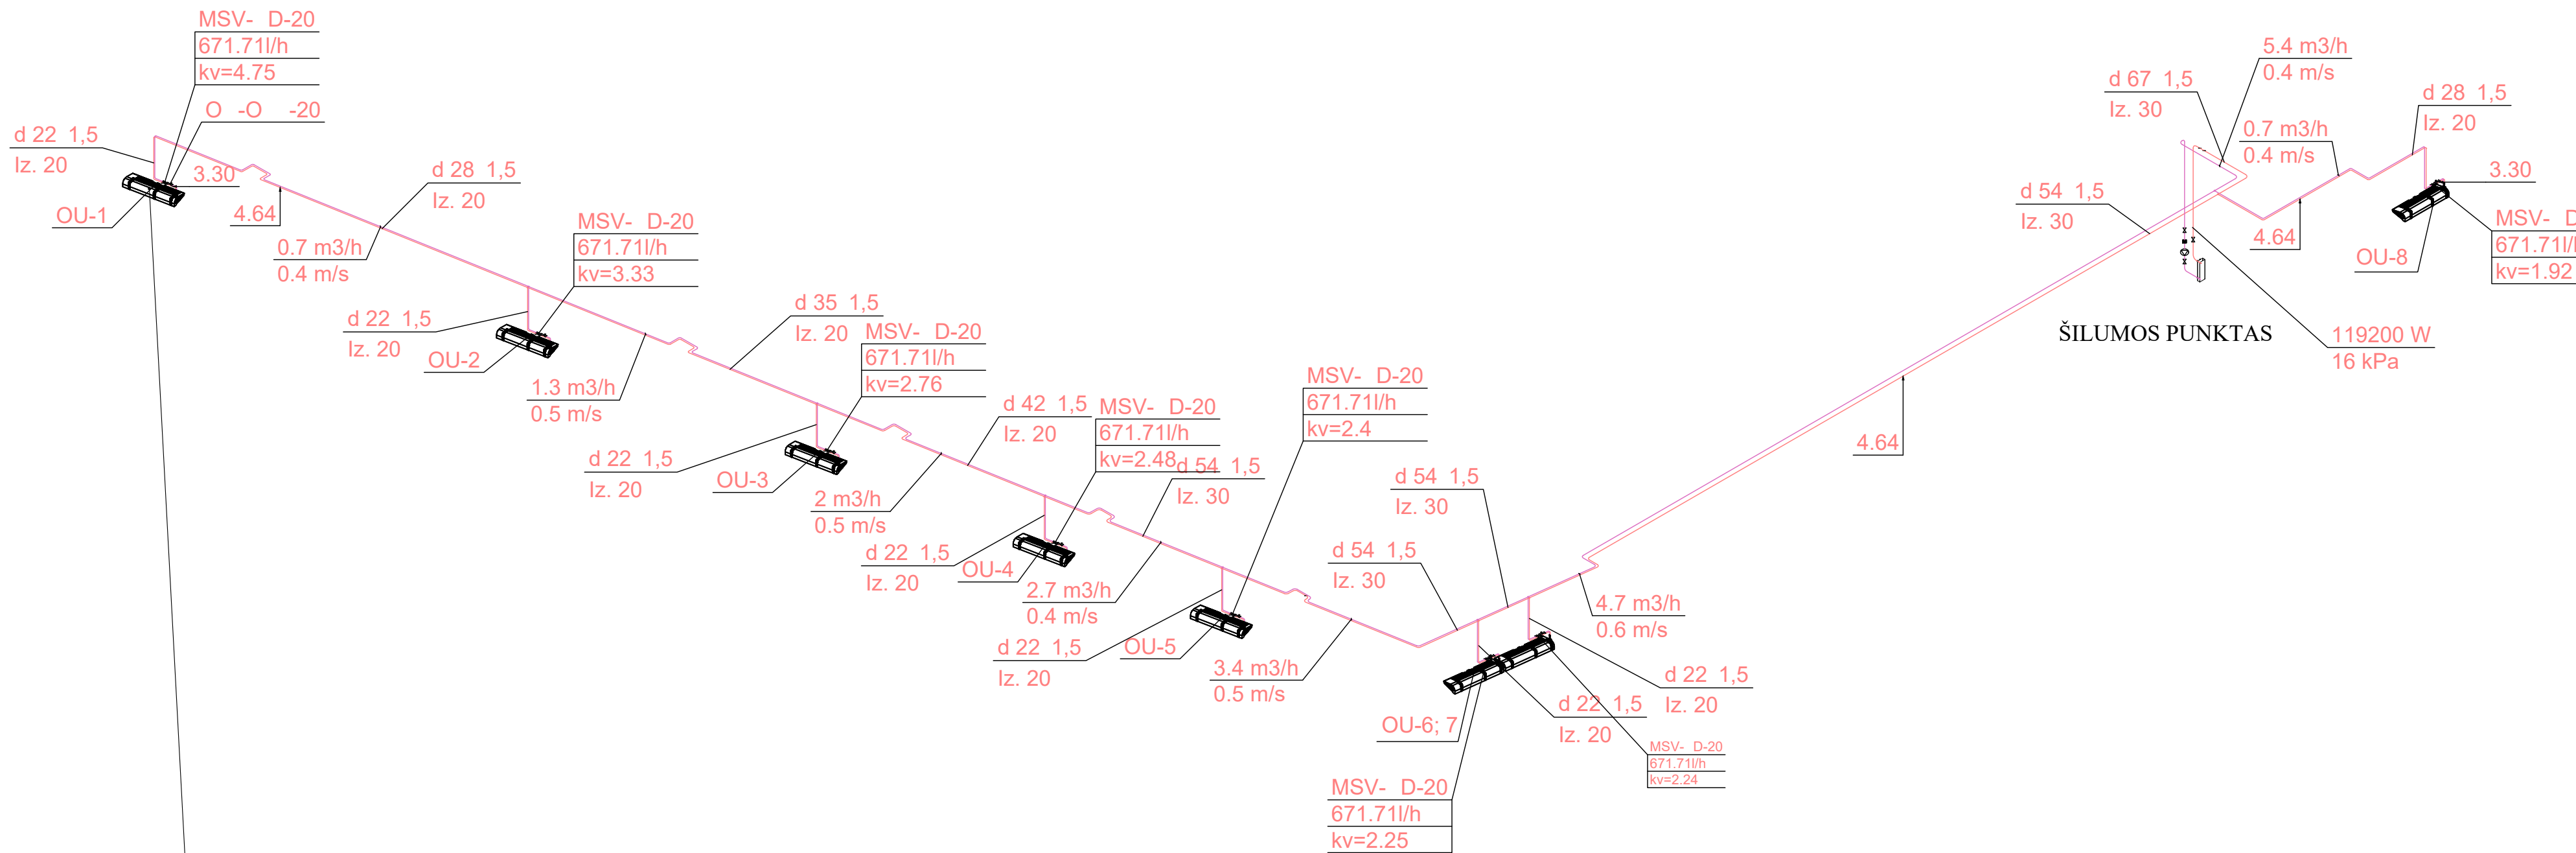 MSV- D-20
671.71l/h
kv=4.75
O -O -20
d 22 1,5
Iz. 20
3.30
OU-1
4.64
d 28 1,5
Iz. 20
0.7 m3/h
0.4 m/s
MSV- D-20
671.71l/h
kv=3.33
d 22 1,5
Iz. 20
OU-2
1.3 m3/h
0.5 m/s
d 35 1,5
Iz. 20
MSV- D-20
671.71l/h
kv=2.76
d 22 1,5
Iz. 20
OU-3
2 m3/h
0.5 m/s
d 42 1,5
Iz. 20
MSV- D-20
671.71l/h
kv=2.48
d 22 1,5
Iz. 20
OU-4
d 54 1,5
Iz. 30
2.7 m3/h
0.4 m/s
MSV- D-20
671.71l/h
kv=2.4
d 22 1,5
Iz. 20
OU-5
3.4 m3/h
0.5 m/s
d 54 1,5
Iz. 30
d 54 1,5
Iz. 30
4.7 m3/h
0.6 m/s
d 22 1,5
Iz. 20
d 22 1,5
Iz. 20
OU-6; 7
MSV- D-20
671.71l/h
kv=2.24
MSV- D-20
671.71l/h
kv=2.25
4.64
d 54 1,5
Iz. 30
d 67 1,5
Iz. 30
5.4 m3/h
0.4 m/s
0.7 m3/h
0.4 m/s
d 28 1,5
Iz. 20
4.64
3.30
OU-8
MSV- D
671.71l/
kv=1.92
ŠILUMOS PUNKTAS
119200 W
16 kPa